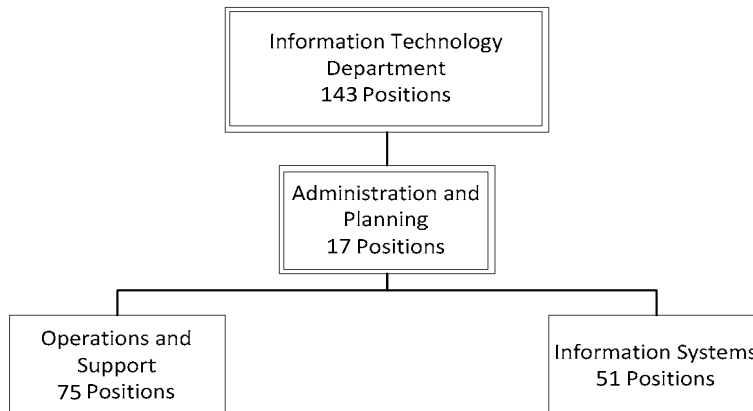 Information Technology
Department
143 Positions
Administration and
Planning
17 Positions
Operations and
Support
75 Positions
Information Systems
51 Positions